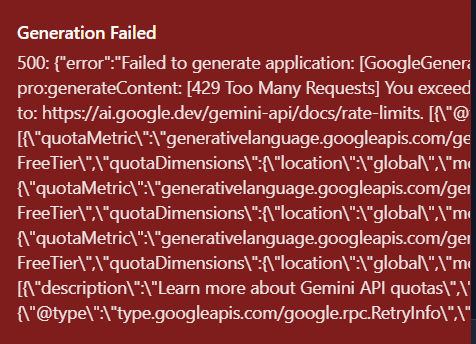 Generation Failed
500: {"error":"Failed to generate application: [GoogleGenera
pro:generateContent: [429 Too Many Requests] You exceed
to: https://ai.google.dev/gemini-api/docs/rate-limits. [{\"@
[{\"quotaMetric\":\"generativelanguage.googleapis.com/ge
FreeTier\",\"quotaDimensions\":{\"location\":\"global\",\"me
{\"quotaMetric\":\"generativelanguage.googleapis.com/gen
FreeTier\",\"quotaDimensions\":{\"location\":\"global\",\"m
{\"quotaMetric\":\"generativelanguage.googleapis.com/ge
FreeTier\",\"quotaDimensions\":{\"location\":\"global\",\"m
[{\"description\":\"Learn more about Gemini API quotas\",\"
{\"@type\":\"type.googleapis.com/google.rpc.RetryInfo\",\"